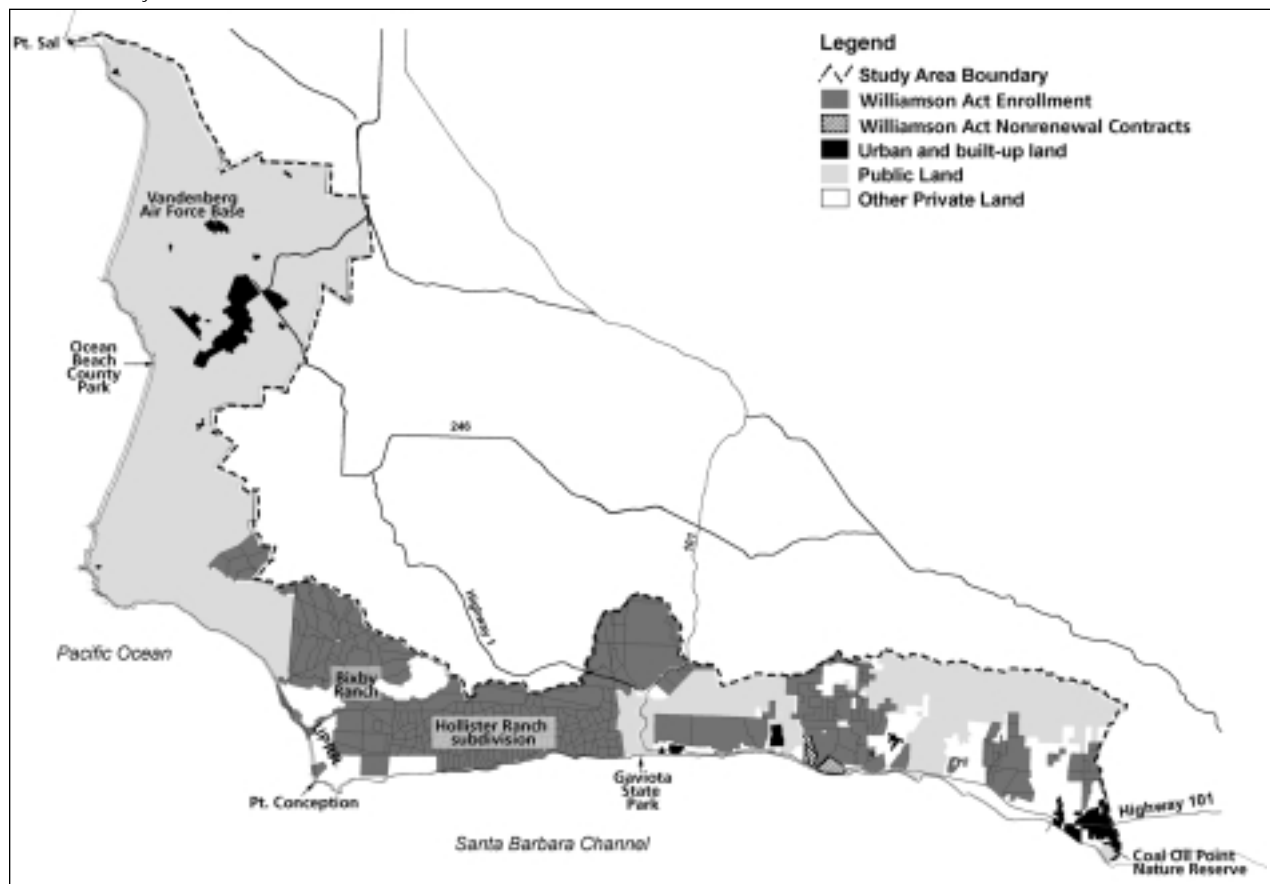 Pt. Sal
Legend
Study Area Boundary
Williamson Act Enrollment
Williamson Act Nonrenewal Contracts
Urban and built-up land
Public Land
Other Private Land
Vandenberg
Air Force Base
Ocean
Beach
County
Park
246
101
Highway 1
Pacific Ocean
Bixby
Ranch
Hollister Ranch
subdivision
UPRR
Gaviota
State
Park
Pt. Conception
Highway 101
Santa Barbara Channel
Coal Oil Point
Nature Reserve